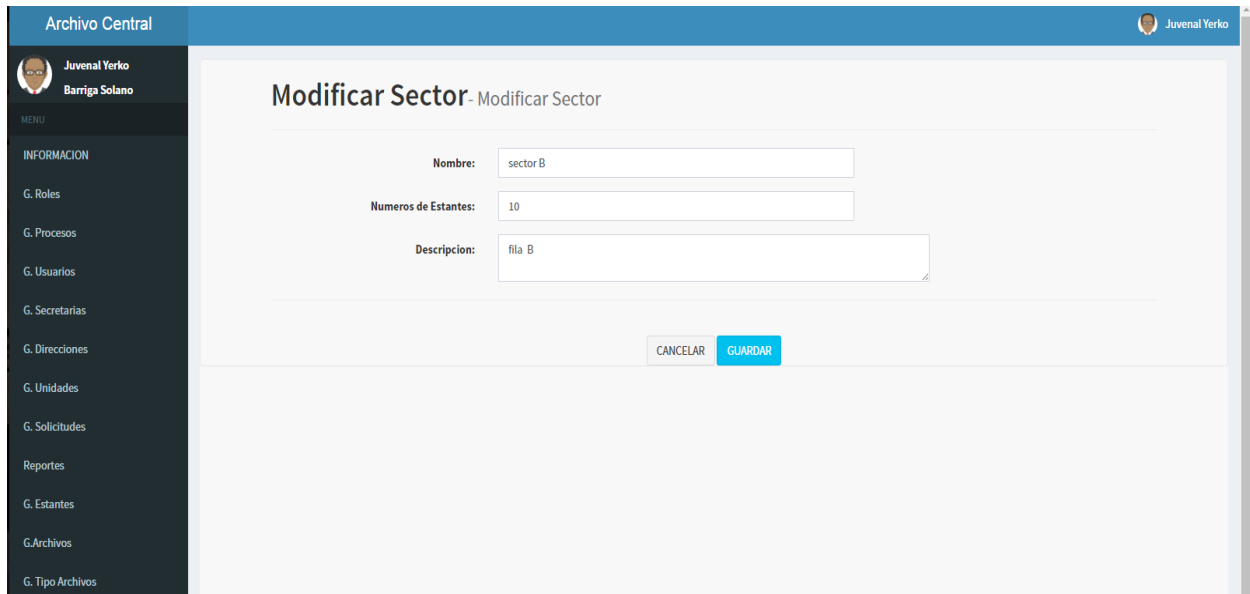 Archivo Central
Juvenal Yerko
Juvenal Yerko
Barriga Solano
MENU
INFORMACION
G. Roles
G. Procesos
G. Usuarios
G. Secretarias
G. Direcciones
G. Unidades
G. Solicitudes
Reportes
G. Estantes
G.Archivos
G. Tipo Archivos
Modificar Sector- Modificar Sector
Nombre: sector B
Numeros de Estantes: 10
Descripcion: fila B
CANCELAR GUARDAR